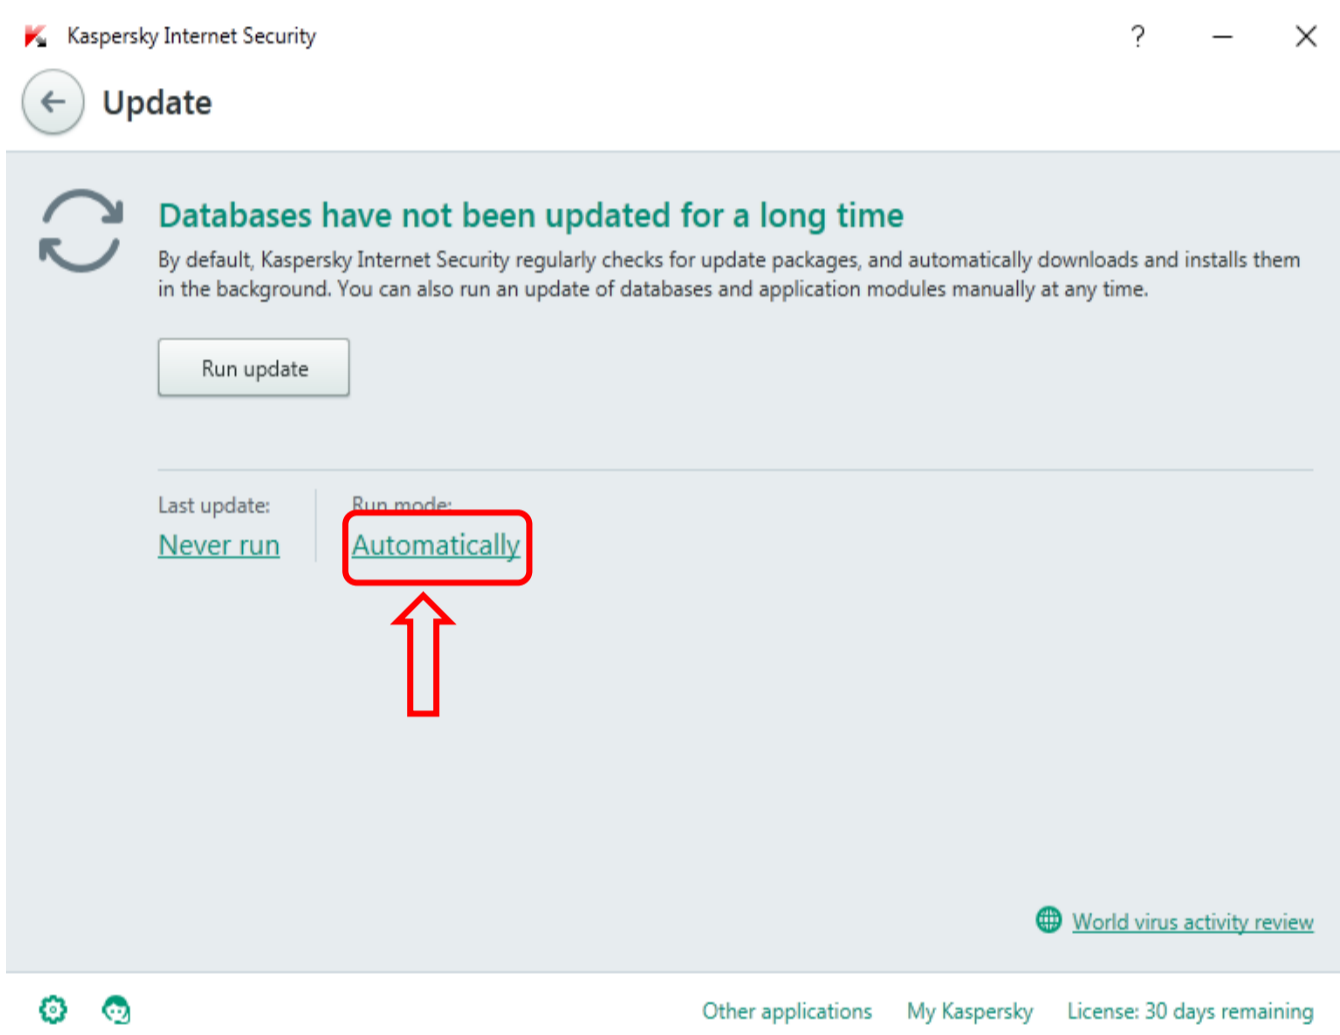 Kaspersky Internet Security
?
Update
Databases have not been updated for a long time
By default, Kaspersky Internet Security regularly checks for update packages, and automatically downloads and installs them
in the background. You can also run an update of databases and application modules manually at any time.
Run update
Last update:
Run mode:
Never run
Automatically
World virus activity review
Other applications
My Kaspersky
License: 30 days remaining